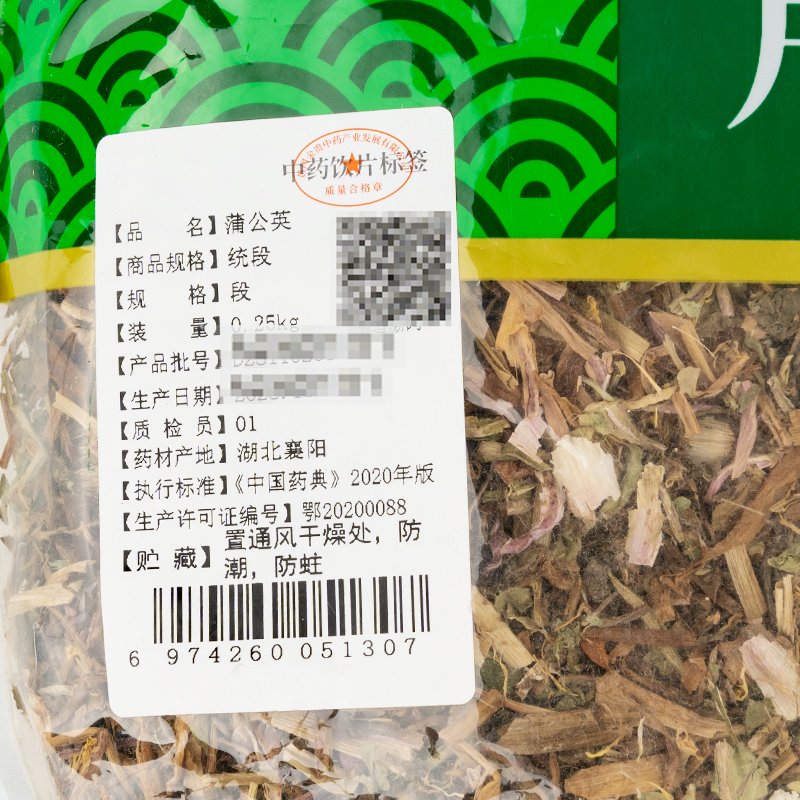 中药饮片标签
质量合格章
【品 名】蒲公英
【商品规格】统段
【规 格】段
【装 量】0.25kg
【产品批号】
【生产日期】
【质 检 员】01
【药材产地】湖北襄阳
【执行标准】《中国药典》2020年版
【生产许可证编号】鄂20200088
【贮 藏】置通风干燥处，防
潮，防蛀
6 974260 051307